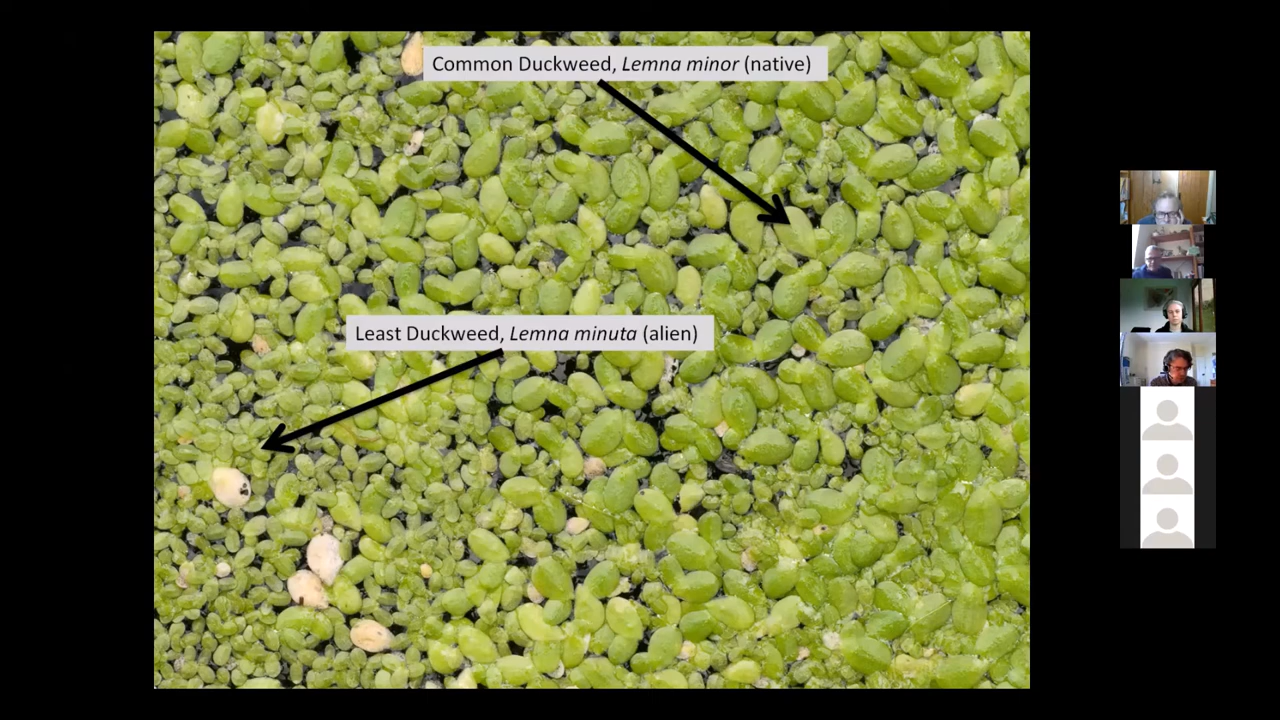 Common Duckweed, Lemna minor (native)
Least Duckweed, Lemna minuta (alien)